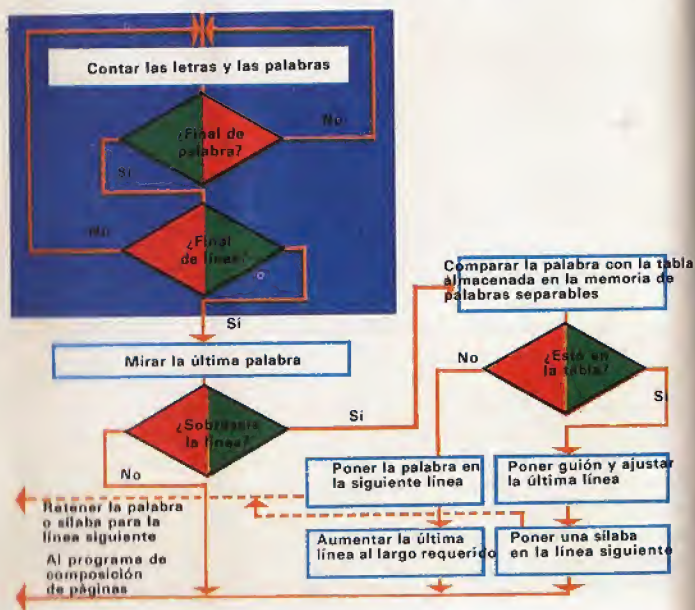 Contar las letras y las palabras
¿Final de
palabra?
No
Sí
¿Final
de línea?
No
Sí
Mirar la última palabra
¿Sobrepasa
la línea?
Sí
No
Comparar la palabra con la tabla
almacenada en la memoria de
palabras separables
¿Está en
la tabla?
No
Sí
Poner la palabra en
la siguiente línea
Poner guión y ajustar
la última línea
Retener la palabra
o sílaba para la
línea siguiente
Aumentar la última
línea al largo requerido
Poner una sílaba
en la línea siguiente
Al programa de
composición
de páginas